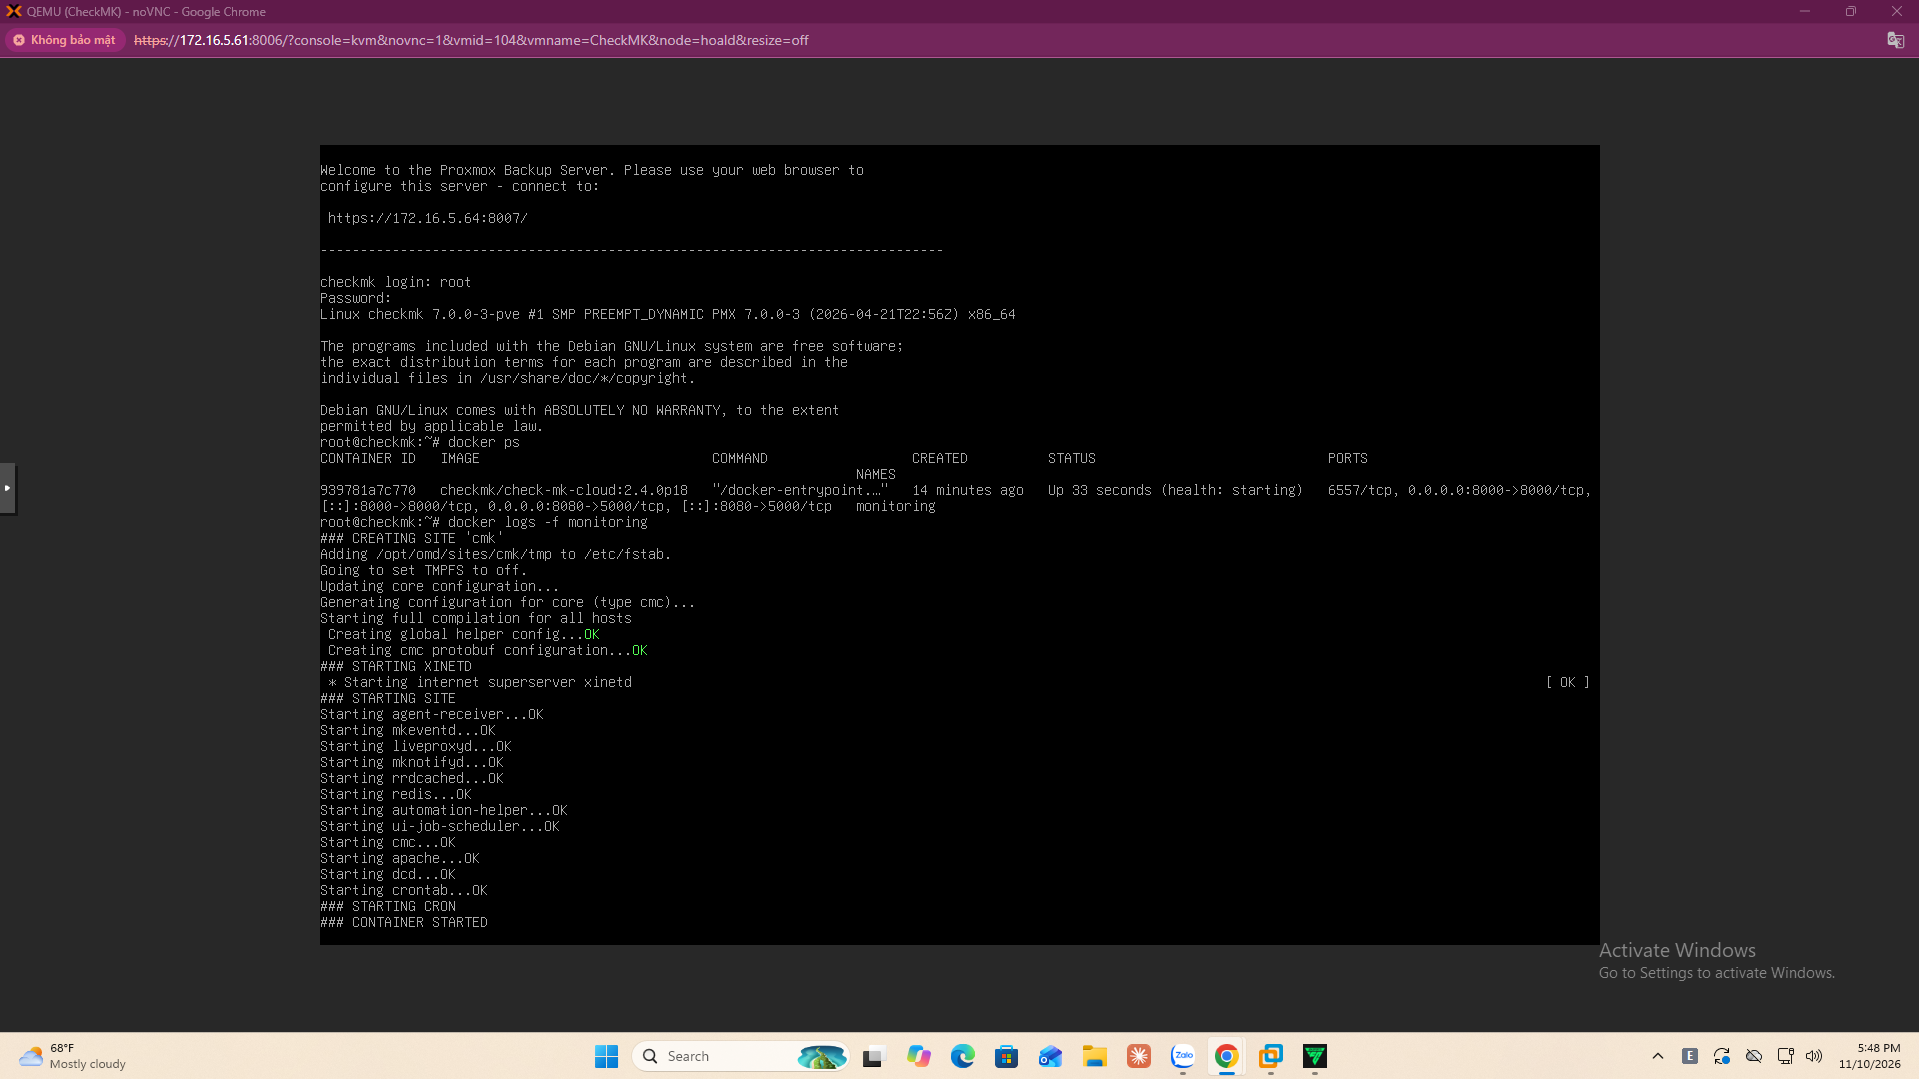 QEMU (CheckMK) - noVNC - Google Chrome
Không bảo mật
https://172.16.5.61:8006/?console=kvm&novnc=1&vmid=104&vmname=CheckMK&node=hoald&resize=off
Welcome to the Proxmox Backup Server. Please use your web browser to
configure this server - connect to:
https://172.16.5.64:8007/
------------------------------------------------------------------------------
checkmk login: root
Password:
Linux checkmk 7.0.0-3-pve #1 SMP PREEMPT_DYNAMIC PMX 7.0.0-3 (2026-04-21T22:56Z) x86_64
The programs included with the Debian GNU/Linux system are free software;
the exact distribution terms for each program are described in the
individual files in /usr/share/doc/*/copyright.
Debian GNU/Linux comes with ABSOLUTELY NO WARRANTY, to the extent
permitted by applicable law.
root@checkmk:~# docker ps
CONTAINER ID   IMAGE                             COMMAND                  CREATED          STATUS                             PORTS
NAMES
939781a7c770   checkmk/check-mk-cloud:2.4.0p18   "/docker-entrypoint.…"   14 minutes ago   Up 33 seconds (health: starting)   6557/tcp, 0.0.0.0:8000->8000/tcp,
[::]:8000->8000/tcp, 0.0.0.0:8080->5000/tcp, [::]:8080->5000/tcp   monitoring
root@checkmk:~# docker logs -f monitoring
### CREATING SITE 'cmk'
Adding /opt/omd/sites/cmk/tmp to /etc/fstab.
Going to set TMPFS to off.
Updating core configuration...
Generating configuration for core (type cmc)...
Starting full compilation for all hosts
Creating global helper config...OK
Creating cmc protobuf configuration...OK
### STARTING XINETD
* Starting internet superserver xinetd [ OK ]
### STARTING SITE
Starting agent-receiver...OK
Starting mkeventd...OK
Starting liveproxyd...OK
Starting mknotifyd...OK
Starting rrdcached...OK
Starting redis...OK
Starting automation-helper...OK
Starting ui-job-scheduler...OK
Starting cmc...OK
Starting apache...OK
Starting dcd...OK
Starting crontab...OK
### STARTING CRON
### CONTAINER STARTED
Activate Windows
Go to Settings to activate Windows.
68°F
Mostly cloudy
Search
Zalo
E
5:48 PM
11/10/2026